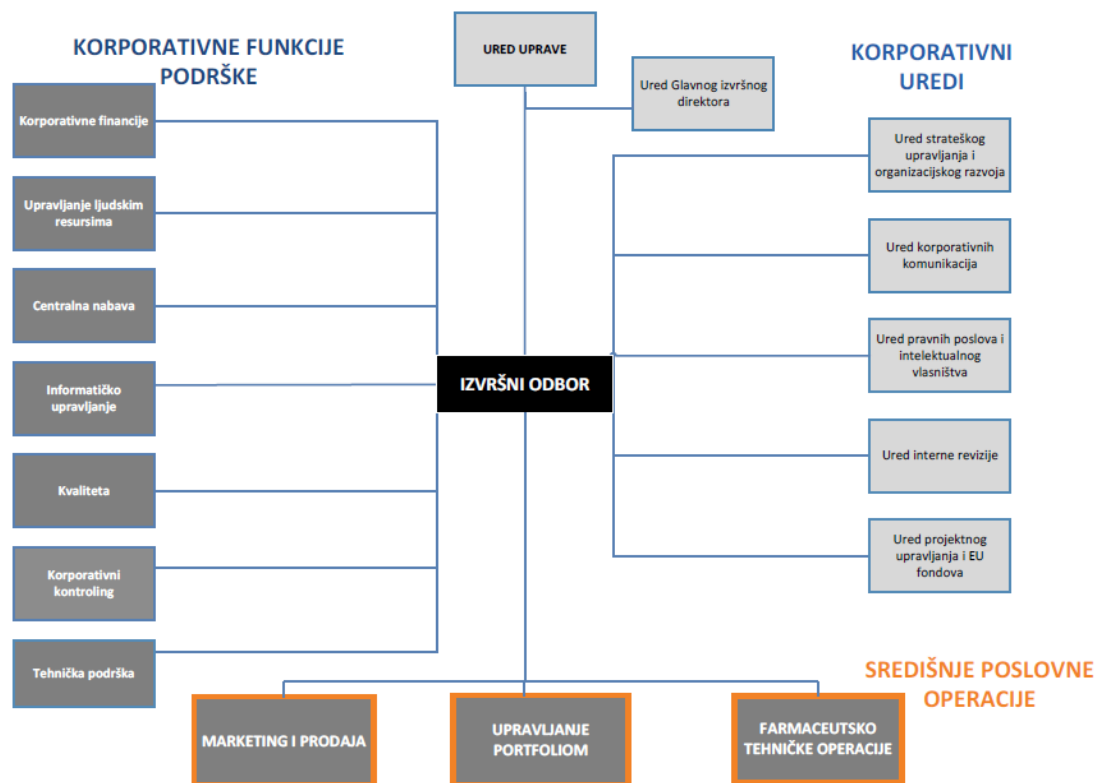 KORPORATIVNE FUNKCIJE
PODRŠKE
URED UPRAVE
KORPORATIVNI
UREDI
Ured Glavnog izvršnog
direktora
Korporativne financije
Upravljanje ljudskim
resursima
Centralna nabava
Informatičko
upravljanje
Kvaliteta
Korporativni
kontroling
Tehnička podrška
IZVRŠNI ODBOR
Ured strateškog
upravljanja i
organizacijskog razvoja
Ured korporativnih
komunikacija
Ured pravnih poslova i
intelektualnog
vlasništva
Ured interne revizije
Ured projektnog
upravljanja i EU
fondova
SREDIŠNJE POSLOVNE
OPERACIJE
MARKETING I PRODAJA
UPRAVLJANJE
PORTFOLIOM
FARMACEUTSKO
TEHNIČKE OPERACIJE